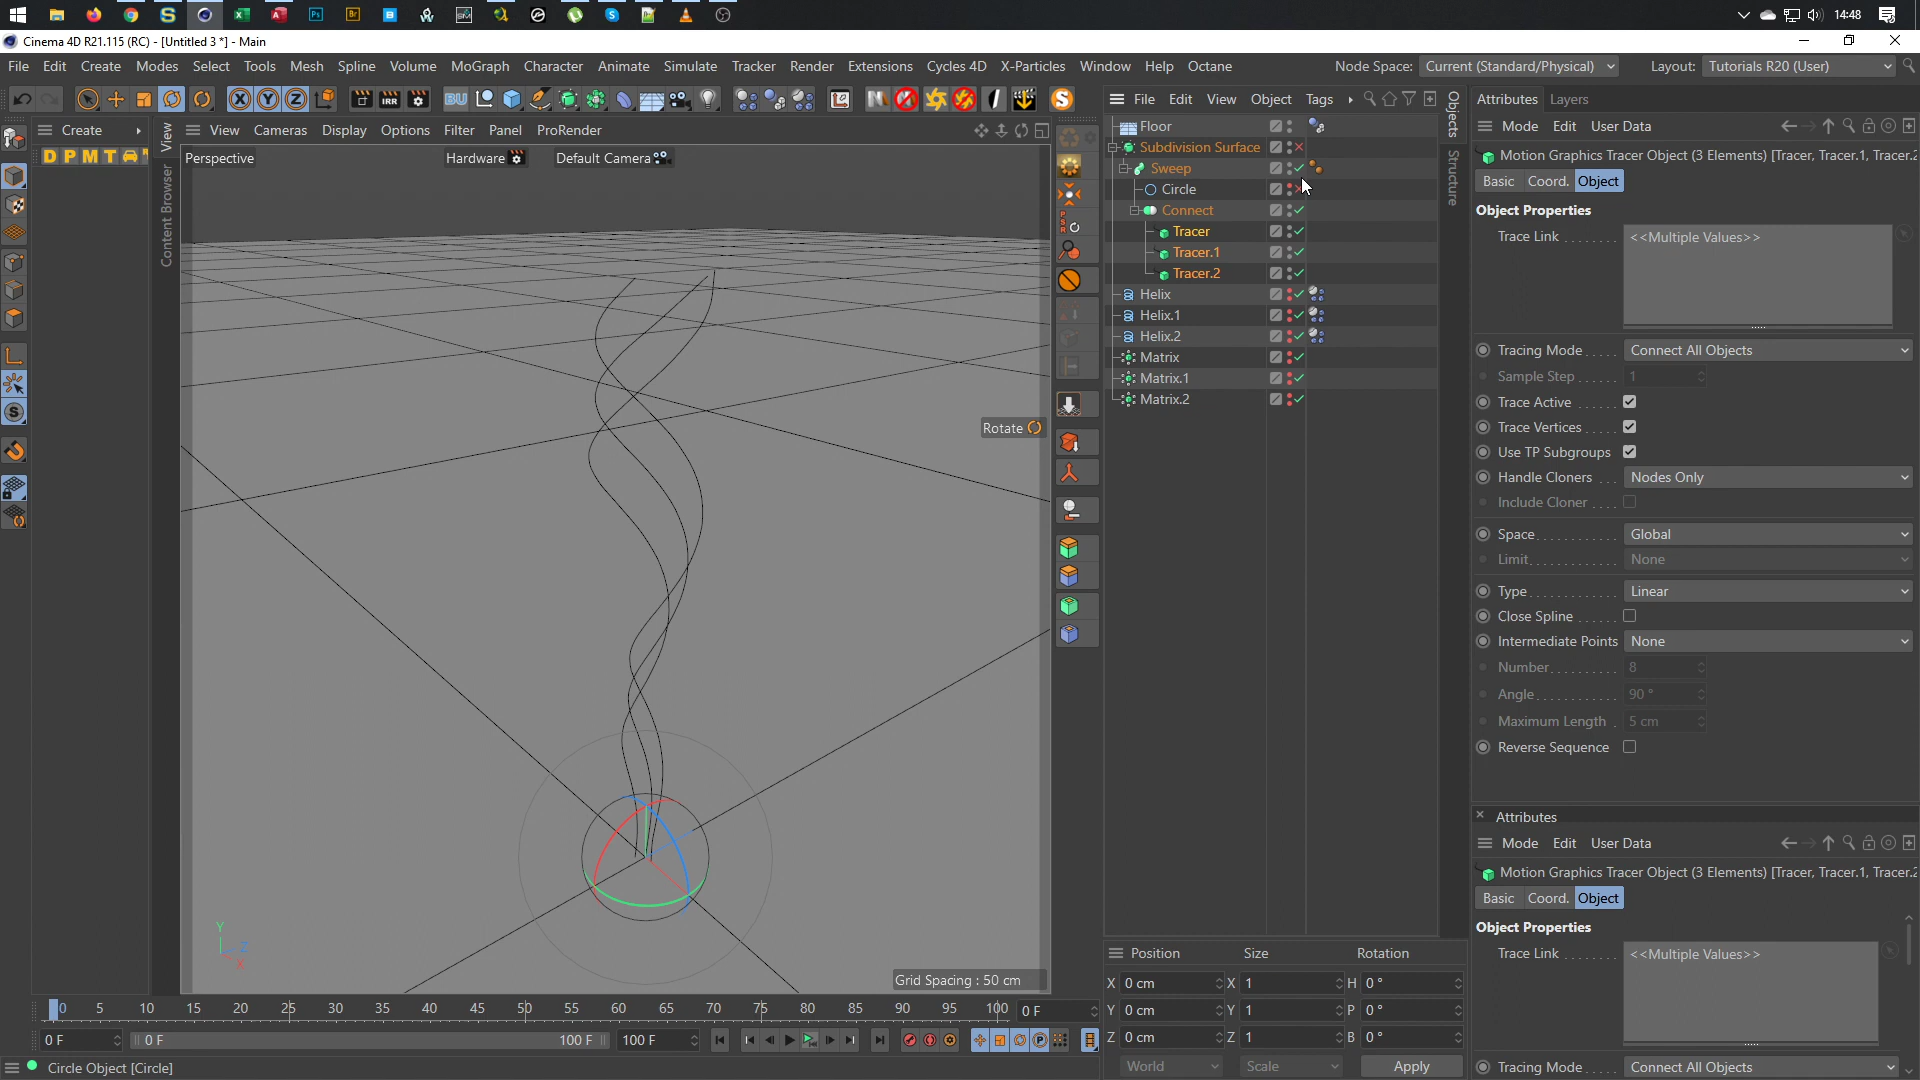 14:48
Cinema 4D R21.115 (RC) - [Untitled 3 *] - Main
File Edit Create Modes Select Tools Mesh Spline Volume MoGraph Character Animate Simulate Tracker Render Extensions Cycles 4D X-Particles Window Help Octane Node Space: Current (Standard/Physical) Layout: Tutorials R20 (User)
File Edit View Object Tags
Attributes Layers
Create
View Cameras Display Options Filter Panel ProRender
Mode Edit User Data
D P M T
Perspective
Hardware
Default Camera
View
Content Browser
Objects
Structure
Floor
Subdivision Surface
Sweep
Circle
Connect
Tracer
Tracer.1
Tracer.2
Helix
Helix.1
Helix.2
Matrix
Matrix.1
Matrix.2
Rotate
Y
Z
X
Grid Spacing : 50 cm
Motion Graphics Tracer Object (3 Elements) [Tracer, Tracer.1, Tracer.2
Basic Coord. Object
Object Properties
Trace Link <<Multiple Values>>
Tracing Mode Connect All Objects
Sample Step 1
Trace Active
Trace Vertices
Use TP Subgroups
Handle Cloners Nodes Only
Include Cloner
Space Global
Limit None
Type Linear
Close Spline
Intermediate Points None
Number 8
Angle 90 °
Maximum Length 5 cm
Reverse Sequence
Attributes
Mode Edit User Data
Motion Graphics Tracer Object (3 Elements) [Tracer, Tracer.1, Tracer.2
Basic Coord. Object
Object Properties
Trace Link <<Multiple Values>>
Tracing Mode Connect All Objects
Position Size Rotation
X 0 cm X 1 H 0 °
Y 0 cm Y 1 P 0 °
Z 0 cm Z 1 B 0 °
World Scale Apply
0 5 10 15 20 25 30 35 40 45 50 55 60 65 70 75 80 85 90 95 100 0 F
0 F 0 F 100 F 100 F
Circle Object [Circle]